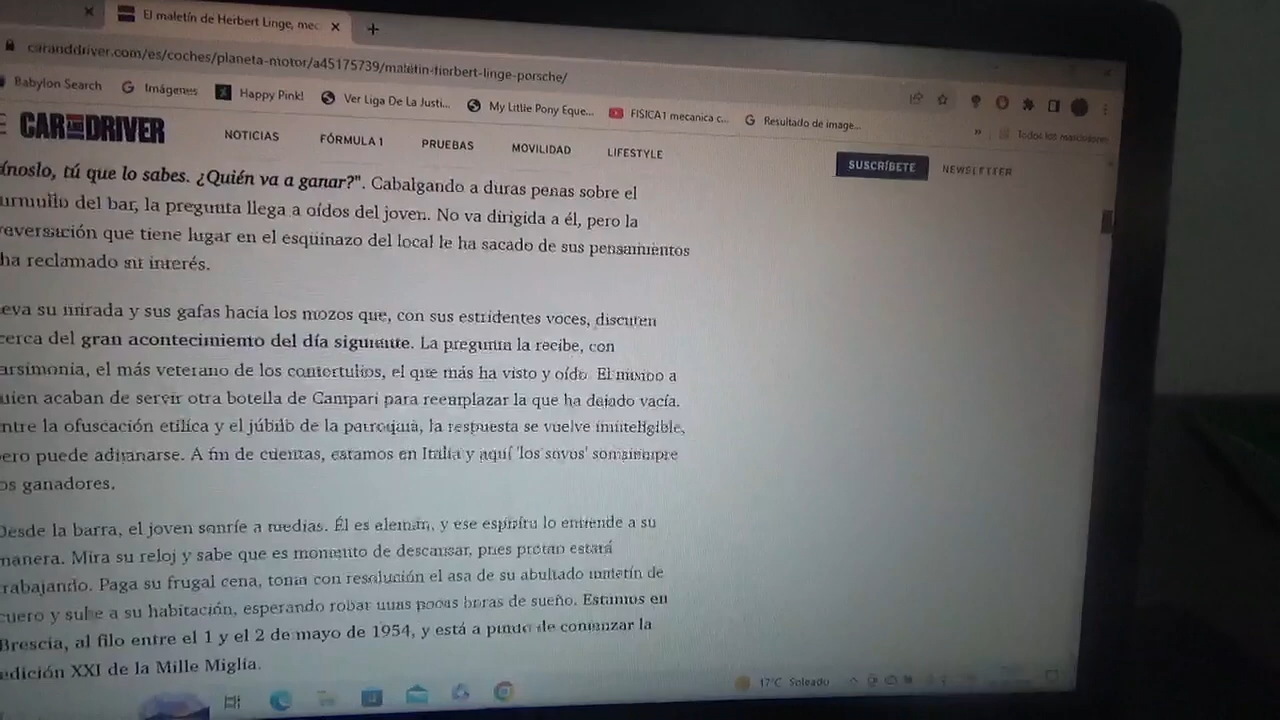 El maletín de Herbert Linge, mec
caranddriver.com/es/coches/planeta-motor/a45175739/maletin-herbert-linge-porsche/
Babylon Search Imágenes Happy Pink! Ver Liga De La Justi... My Little Pony Eque... FISICA1 mecanica c... Resultado de image... » Todos los marcadores
CAR AND DRIVER NOTICIAS FÓRMULA 1 PRUEBAS MOVILIDAD LIFESTYLE SUSCRÍBETE NEWSLETTER
ínoslo, tú que lo sabes. ¿Quién va a ganar?". Cabalgando a duras penas sobre el
urmullo del bar, la pregunta llega a oídos del joven. No va dirigida a él, pero la
versación que tiene lugar en el esquinazo del local le ha sacado de sus pensamientos
ha reclamado su interés.
eva su mirada y sus gafas hacia los mozos que, con sus estridentes voces, discuten
cerca del gran acontecimiento del día siguiente. La pregunta la recibe, con
arsimonia, el más veterano de los contertulios, el que más ha visto y oído. El mismo a
uien acaban de servir otra botella de Campari para reemplazar la que ha dejado vacía.
ntre la ofuscación etílica y el júbilo de la parroquia, la respuesta se vuelve ininteligible,
ero puede adivinarse. A fin de cuentas, estamos en Italia y aquí 'los suyos' son siempre
os ganadores.
Desde la barra, el joven sonríe a medias. Él es alemán, y ese espíritu lo entiende a su
manera. Mira su reloj y sabe que es momento de descansar, pues pronto estará
trabajando. Paga su frugal cena, toma con resolución el asa de su abultado maletín de
cuero y sube a su habitación, esperando robar unas pocas horas de sueño. Estamos en
Brescia, al filo entre el 1 y el 2 de mayo de 1954, y está a punto de comenzar la
edición XXI de la Mille Miglia.
17°C Soleado